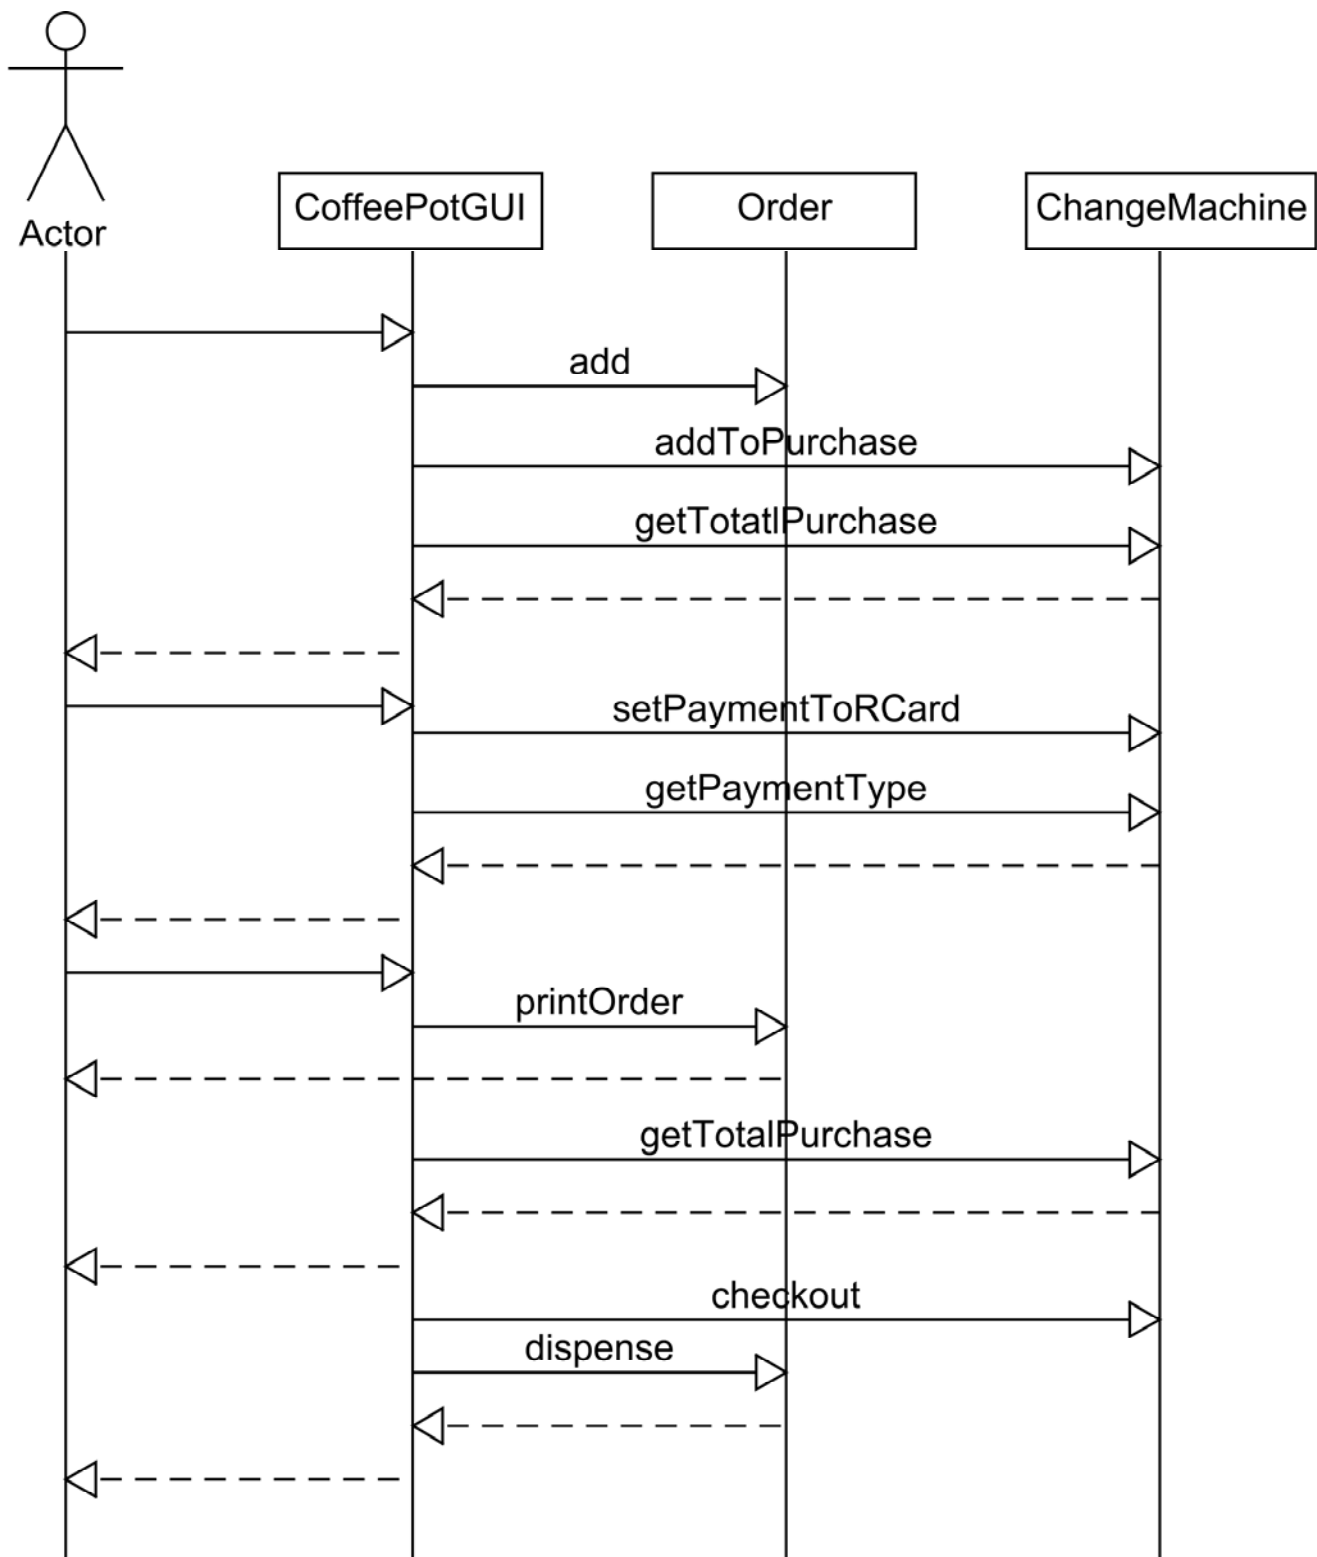 Actor
CoffeePotGUI
Order
ChangeMachine
add
addToPurchase
getTotatlPurchase
setPaymentToRCard
getPaymentType
printOrder
getTotalPurchase
checkout
dispense